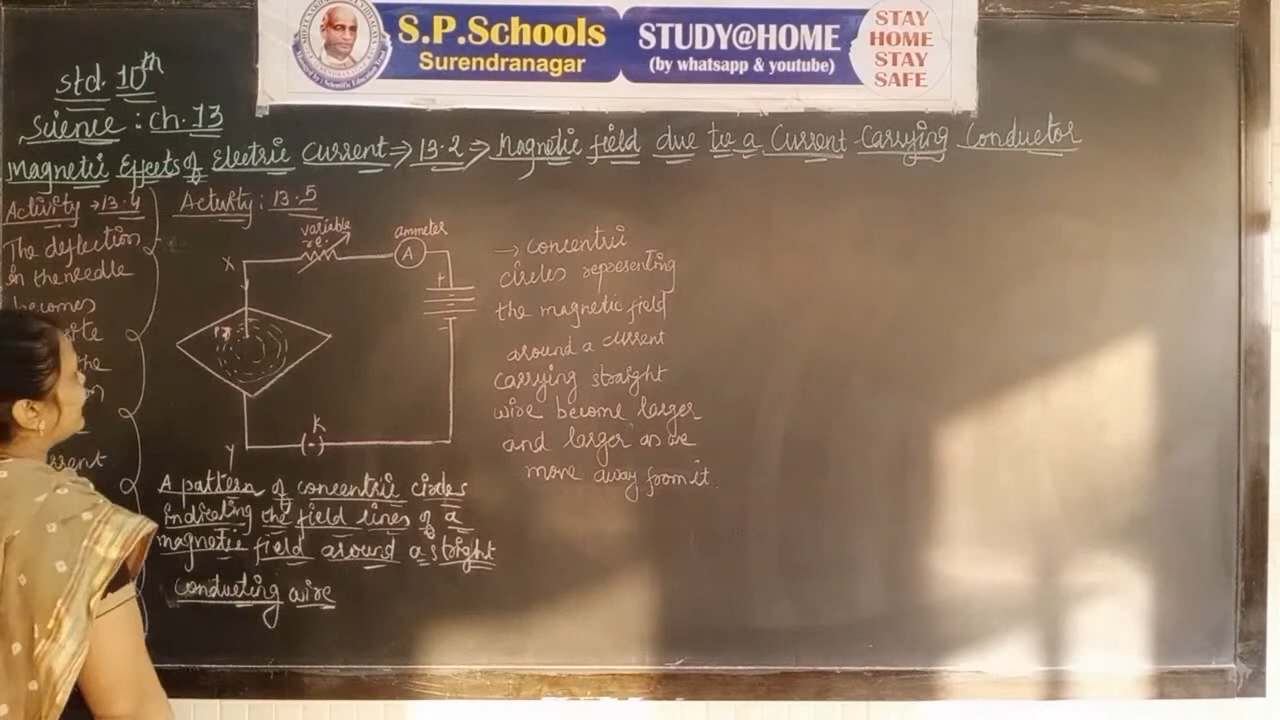 S.P.Schools
Surendranagar
STUDY@HOME
(by whatsapp & youtube)
STAY
HOME
STAY
SAFE
std. 10th
Science : Ch. 13
Magnetic Effects of Electric Current ⇒ 13.2 ⇒ Magnetic field due to a Current-Carrying Conductor
Activity → 13.4
The deflection
in the needle
becomes
the
Activity : 13.5
variable
re.
ammeter
A
X
+
-
K
(-)
Y
A pattern of concentric circles
indicating the field lines of a
magnetic field around a stright
conducting wire
→ concentric
circles representing
the magnetic field
around a current
carrying straight
wire become larger
and larger as we
move away from it.